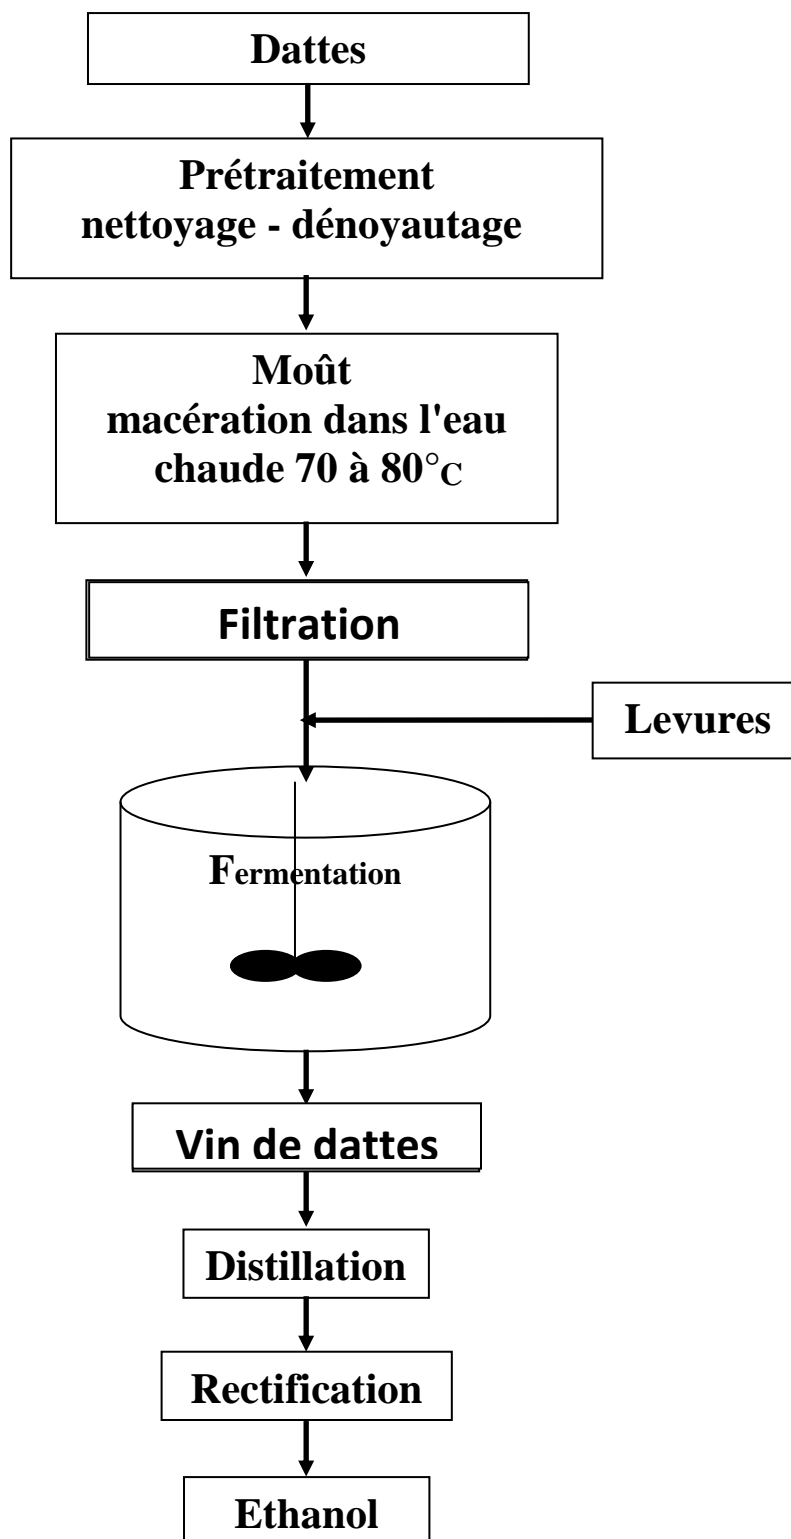 Dattes
Prétraitement
nettoyage - dénoyautage
Moût
macération dans l'eau
chaude 70 à 80°C
Filtration
Levures
Fermentation
Vin de dattes
Distillation
Rectification
Ethanol